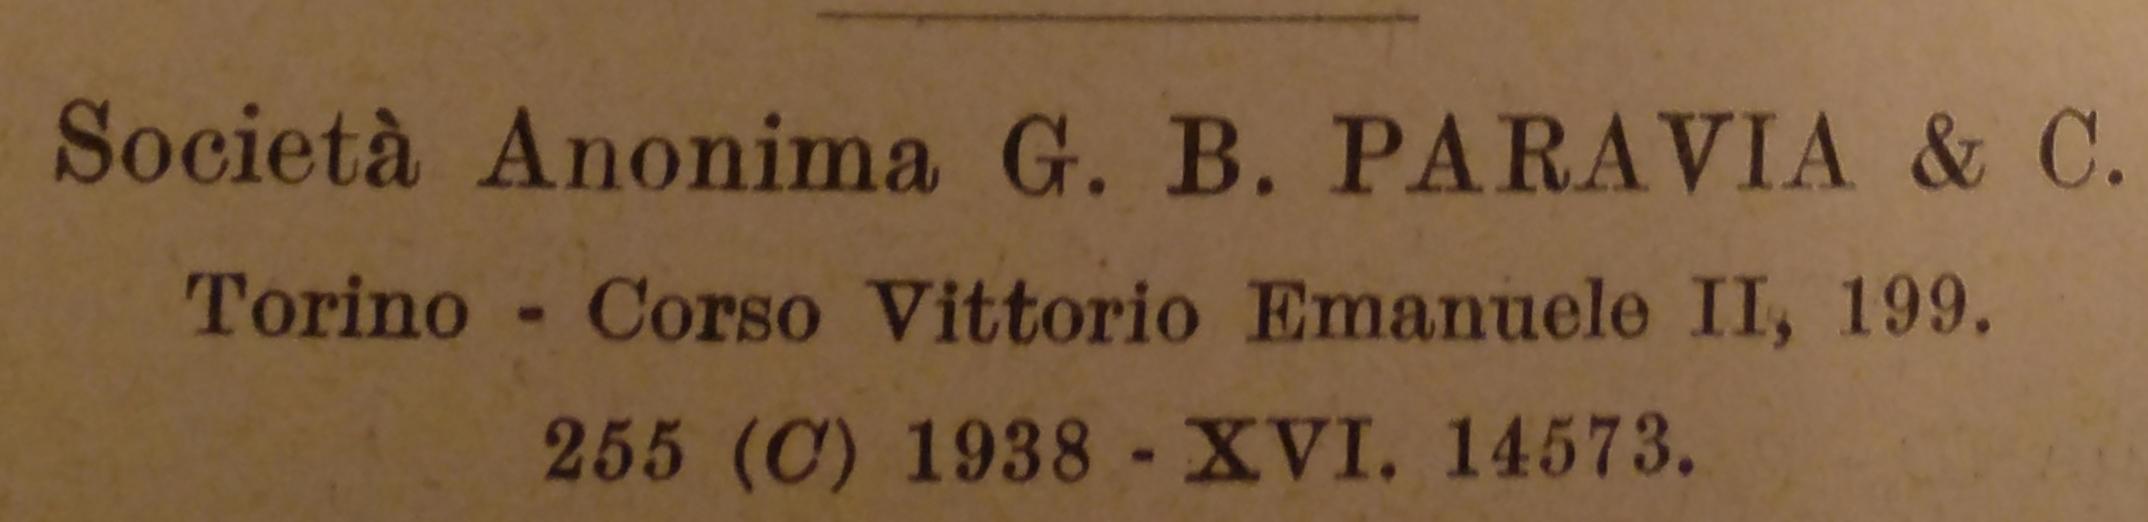 Società Anonima G. B. PARAVIA & C.
Torino - Corso Vittorio Emanuele II, 199.
255 (C) 1938 - XVI. 14573.